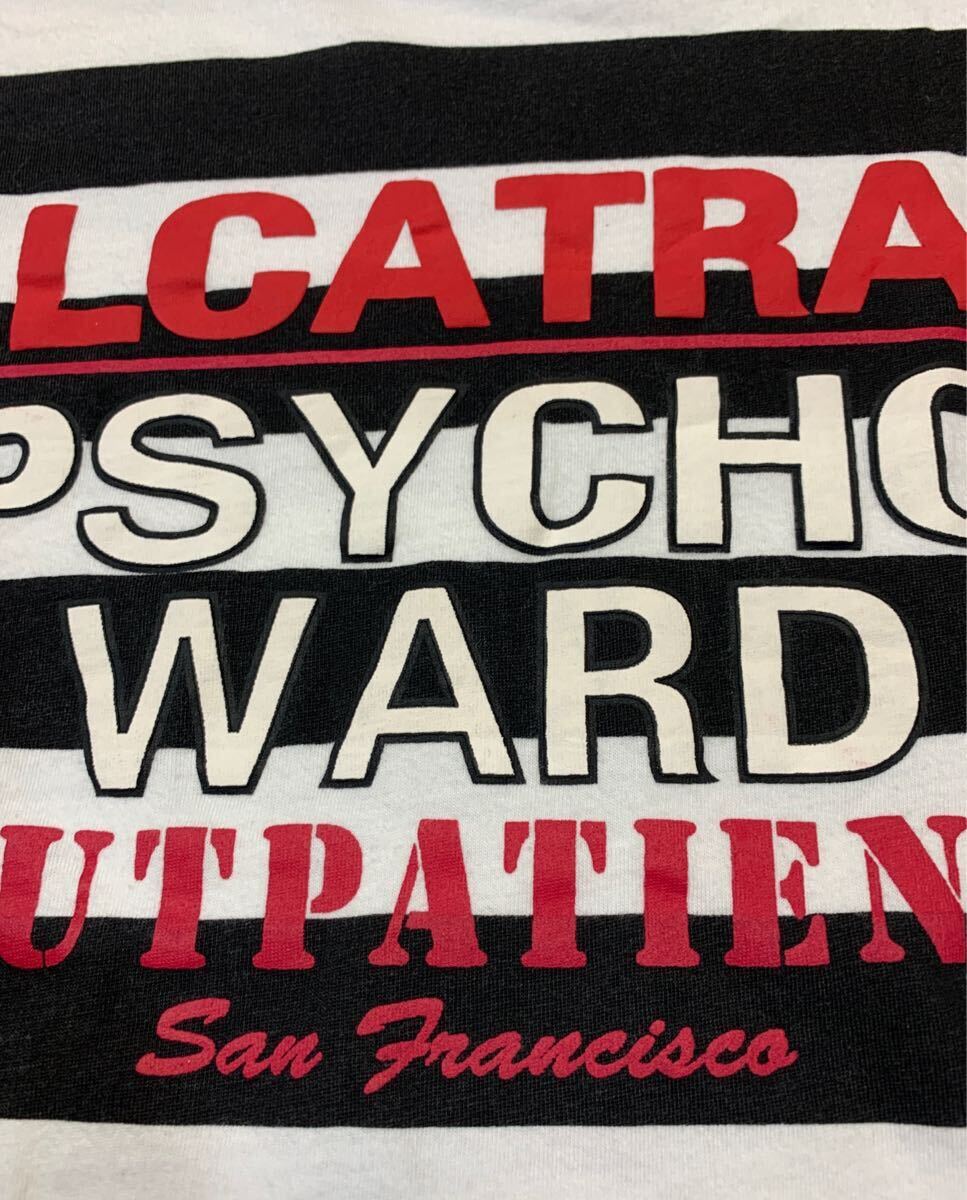 LCATRA
PSYCHO
WARD
UTPATIEN
San Francisco